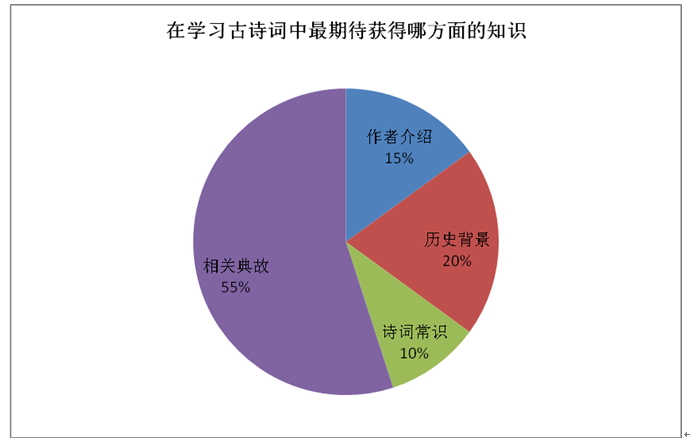 在学习古诗词中最期待获得哪方面的知识
作者介绍
15%
历史背景
20%
相关典故
55%
诗词常识
10%